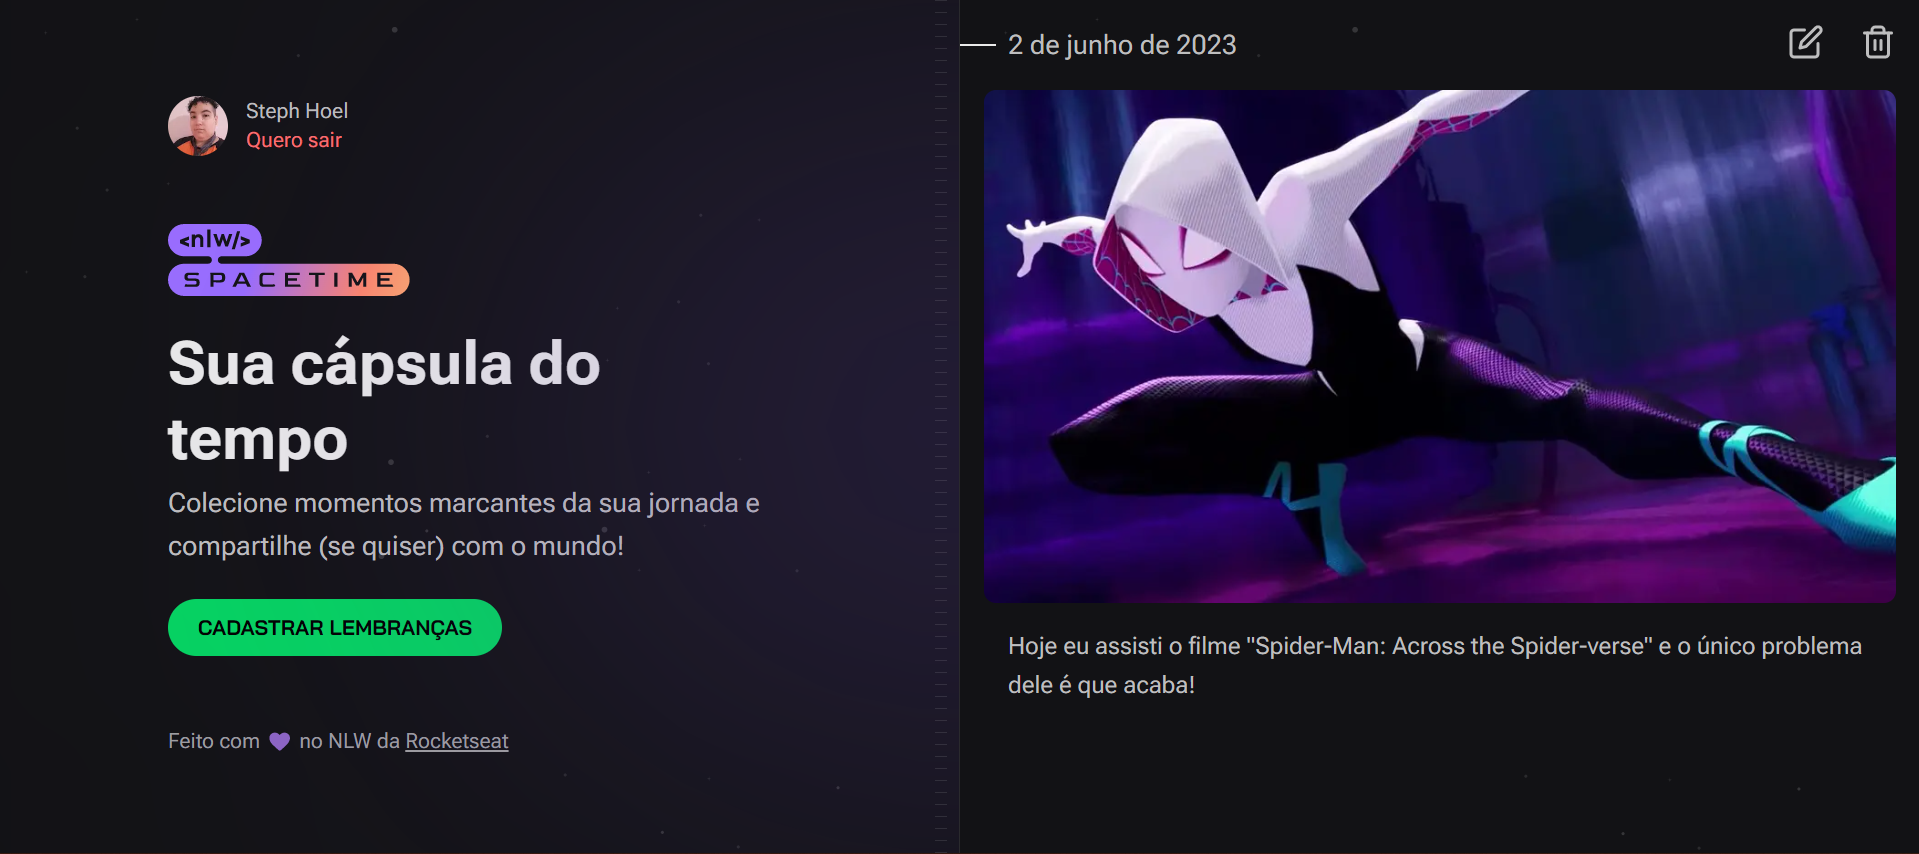 Steph Hoel
Quero sair
<nlw/>
SPACETIME
Sua cápsula do
tempo
Colecione momentos marcantes da sua jornada e
compartilhe (se quiser) com o mundo!
CADASTRAR LEMBRANÇAS
Feito com 💜 no NLW da Rocketseat
2 de junho de 2023
Hoje eu assisti o filme "Spider-Man: Across the Spider-verse" e o único problema
dele é que acaba!